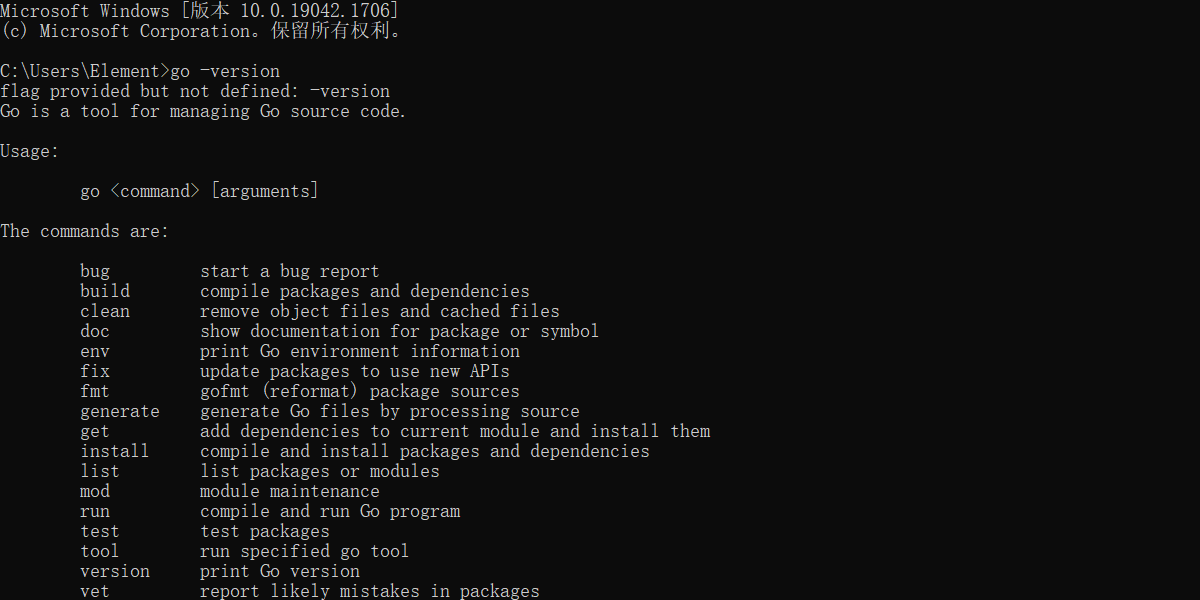 Microsoft Windows [版本 10.0.19042.1706]
(c) Microsoft Corporation。保留所有权利。
C:\Users\Element>go -version
flag provided but not defined: -version
Go is a tool for managing Go source code.
Usage:
go <command> [arguments]
The commands are:
bug start a bug report
build compile packages and dependencies
clean remove object files and cached files
doc show documentation for package or symbol
env print Go environment information
fix update packages to use new APIs
fmt gofmt (reformat) package sources
generate generate Go files by processing source
get add dependencies to current module and install them
install compile and install packages and dependencies
list list packages or modules
mod module maintenance
run compile and run Go program
test test packages
tool run specified go tool
version print Go version
vet report likely mistakes in packages